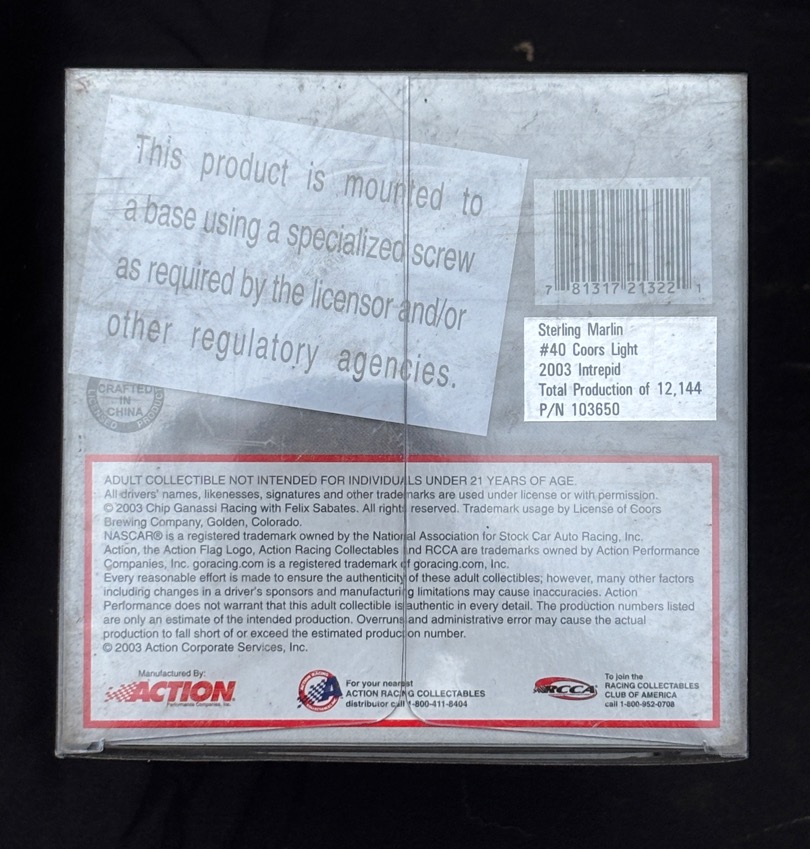 This product is mounted to
a base using a specialized screw
as required by the licensor and/or
other regulatory agencies.
7 81317 21322 1
Sterling Marlin
#40 Coors Light
2003 Intrepid
Total Production of 12,144
P/N 103650
CRAFTED
IN
CHINA
LICENSED PRODUCT
ADULT COLLECTIBLE NOT INTENDED FOR INDIVIDUALS UNDER 21 YEARS OF AGE.
All drivers' names, likenesses, signatures and other trademarks are used under license or with permission.
© 2003 Chip Ganassi Racing with Felix Sabates. All rights reserved. Trademark usage by License of Coors
Brewing Company, Golden, Colorado.
NASCAR® is a registered trademark owned by the National Association for Stock Car Auto Racing, Inc.
Action, the Action Flag Logo, Action Racing Collectables and RCCA are trademarks owned by Action Performance
Companies, Inc. goracing.com is a registered trademark of goracing.com, Inc.
Every reasonable effort is made to ensure the authenticity of these adult collectibles; however, many other factors
including changes in a driver's sponsors and manufacturing limitations may cause inaccuracies. Action
Performance does not warrant that this adult collectible is authentic in every detail. The production numbers listed
are only an estimate of the intended production. Overruns and administrative error may cause the actual
production to fall short of or exceed the estimated production number.
© 2003 Action Corporate Services, Inc.
Manufactured By:
ACTION
Performance Companies, Inc.
For your nearest
ACTION RACING COLLECTABLES
distributor call 1-800-411-8404
RCCA
To join the
RACING COLLECTABLES
CLUB OF AMERICA
call 1-800-952-0708